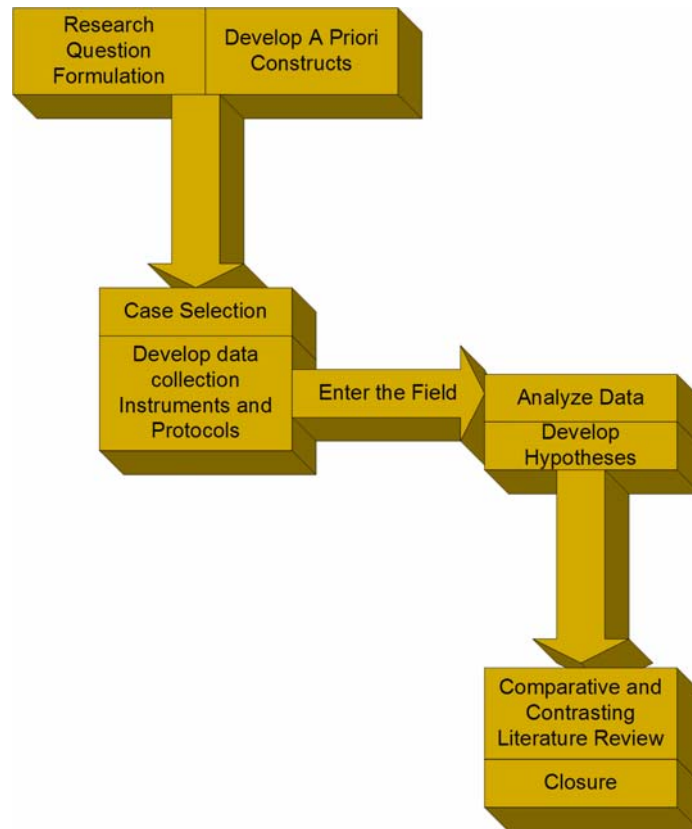 Research
Question
Formulation
Develop A Priori
Constructs
Case Selection
Develop data
collection
Instruments and
Protocols
Enter the Field
Analyze Data
Develop
Hypotheses
Comparative and
Contrasting
Literature Review
Closure